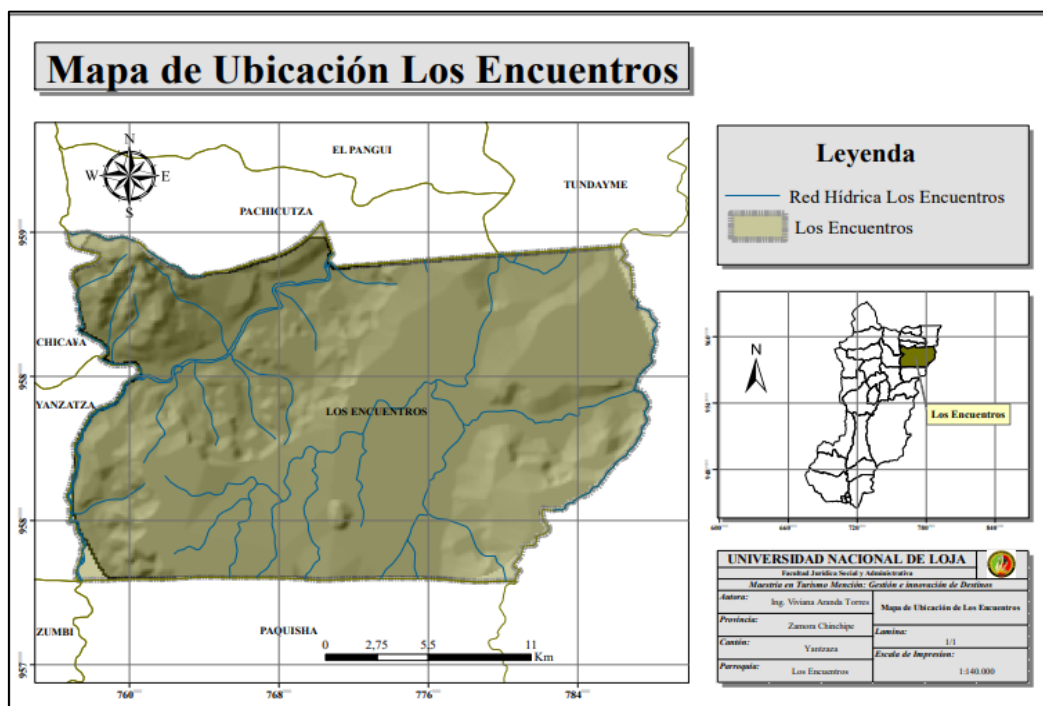 Mapa de Ubicación Los Encuentros
N
W E
S
EL PANGUI
TUNDAYME
PACHICUTZA
CHICAÑA
YANZATZA
LOS ENCUENTROS
ZUMBI
PAQUISHA
0 2,75 5,5 11
Km
959
958
958
957
760 768 776 784
Leyenda
Red Hídrica Los Encuentros
Los Encuentros
N
Los Encuentros
720 780 840
UNIVERSIDAD NACIONAL DE LOJA
Facultad Jurídica Social y Administrativa
Maestría en Turismo Mención: Gestión e innovación de Destinos
Autora: Ing. Viviana Aranda Torres
Mapa de Ubicación de Los Encuentros
Provincia: Zamora Chinchipe
Lamina: 1/1
Cantón: Yantzaza
Escala de Impresion: 1:140.000
Parroquia: Los Encuentros